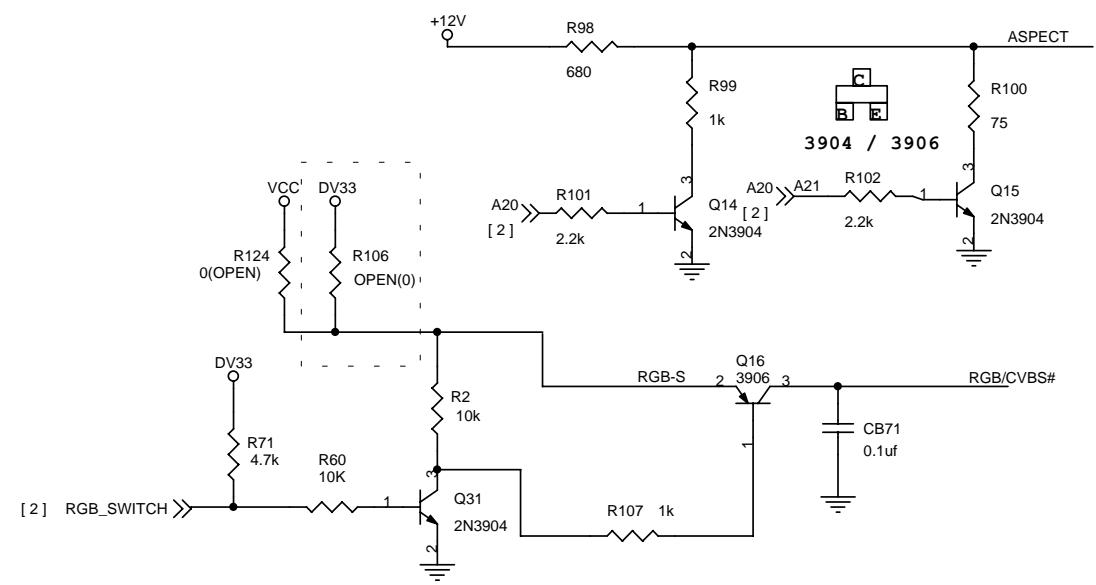 +12V
R98
680
ASPECT
R99
1k
C
B E
3904 / 3906
R100
75
VCC DV33
A20
[ 2 ]
R101
2.2k
1
3
Q14
2N3904
2
A20 A21
[ 2 ]
R102
2.2k
1
3
Q15
2N3904
2
R124
0(OPEN)
R106
OPEN(0)
DV33
R71
4.7k
R2
10k
RGB-S
2
Q16
3906
3
1
RGB/CVBS#
CB71
0.1uf
[ 2 ] RGB_SWITCH
R60
10K
1
3
Q31
2N3904
2
R107 1k